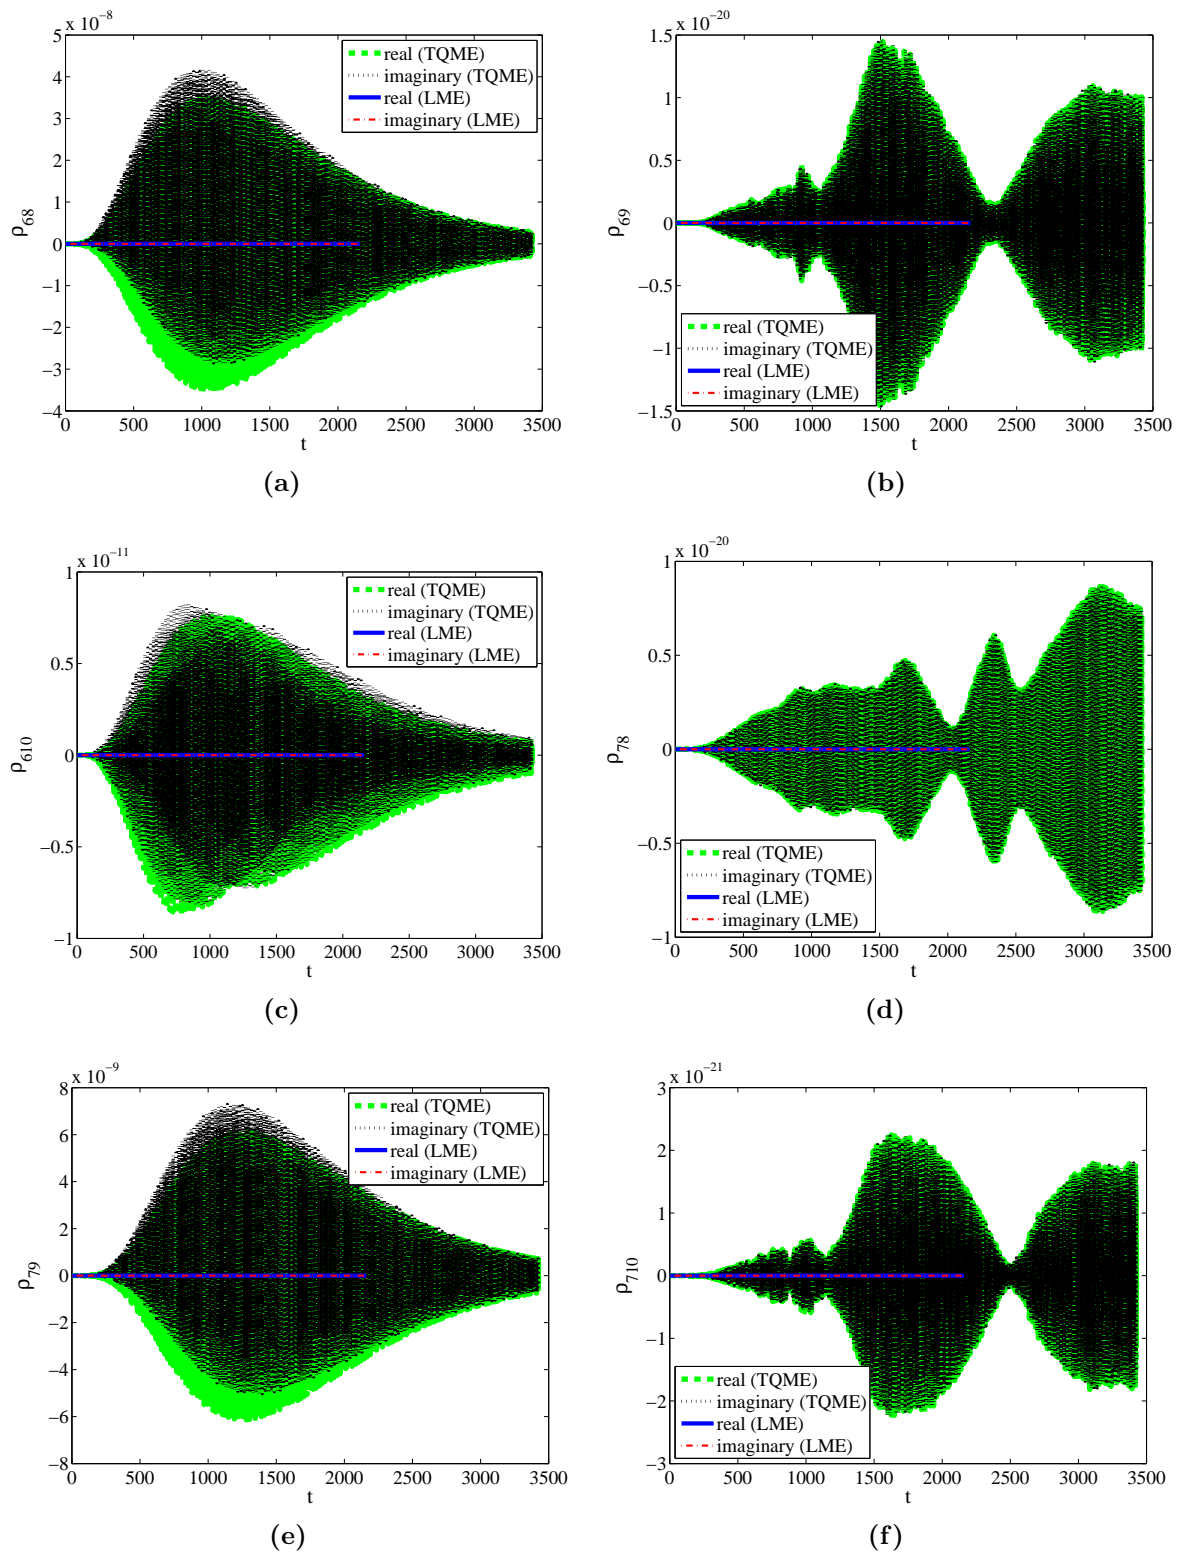 x 10⁻⁸
5
4
3
2
1
0
−1
−2
−3
−4
ρ₆₈
real (TQME)
imaginary (TQME)
real (LME)
imaginary (LME)
0 500 1000 1500 2000 2500 3000 3500
t
(a)
x 10⁻²⁰
1.5
1
0.5
0
−0.5
−1
−1.5
ρ₆₉
real (TQME)
imaginary (TQME)
real (LME)
imaginary (LME)
0 500 1000 1500 2000 2500 3000 3500
t
(b)
x 10⁻¹¹
1
0.5
0
−0.5
−1
ρ₆₁₀
real (TQME)
imaginary (TQME)
real (LME)
imaginary (LME)
0 500 1000 1500 2000 2500 3000 3500
t
(c)
x 10⁻²⁰
1
0.5
0
−0.5
−1
ρ₇₈
real (TQME)
imaginary (TQME)
real (LME)
imaginary (LME)
0 500 1000 1500 2000 2500 3000 3500
t
(d)
x 10⁻⁹
8
6
4
2
0
−2
−4
−6
−8
ρ₇₉
real (TQME)
imaginary (TQME)
real (LME)
imaginary (LME)
0 500 1000 1500 2000 2500 3000 3500
t
(e)
x 10⁻²¹
3
2
1
0
−1
−2
−3
ρ₇₁₀
real (TQME)
imaginary (TQME)
real (LME)
imaginary (LME)
0 500 1000 1500 2000 2500 3000 3500
t
(f)